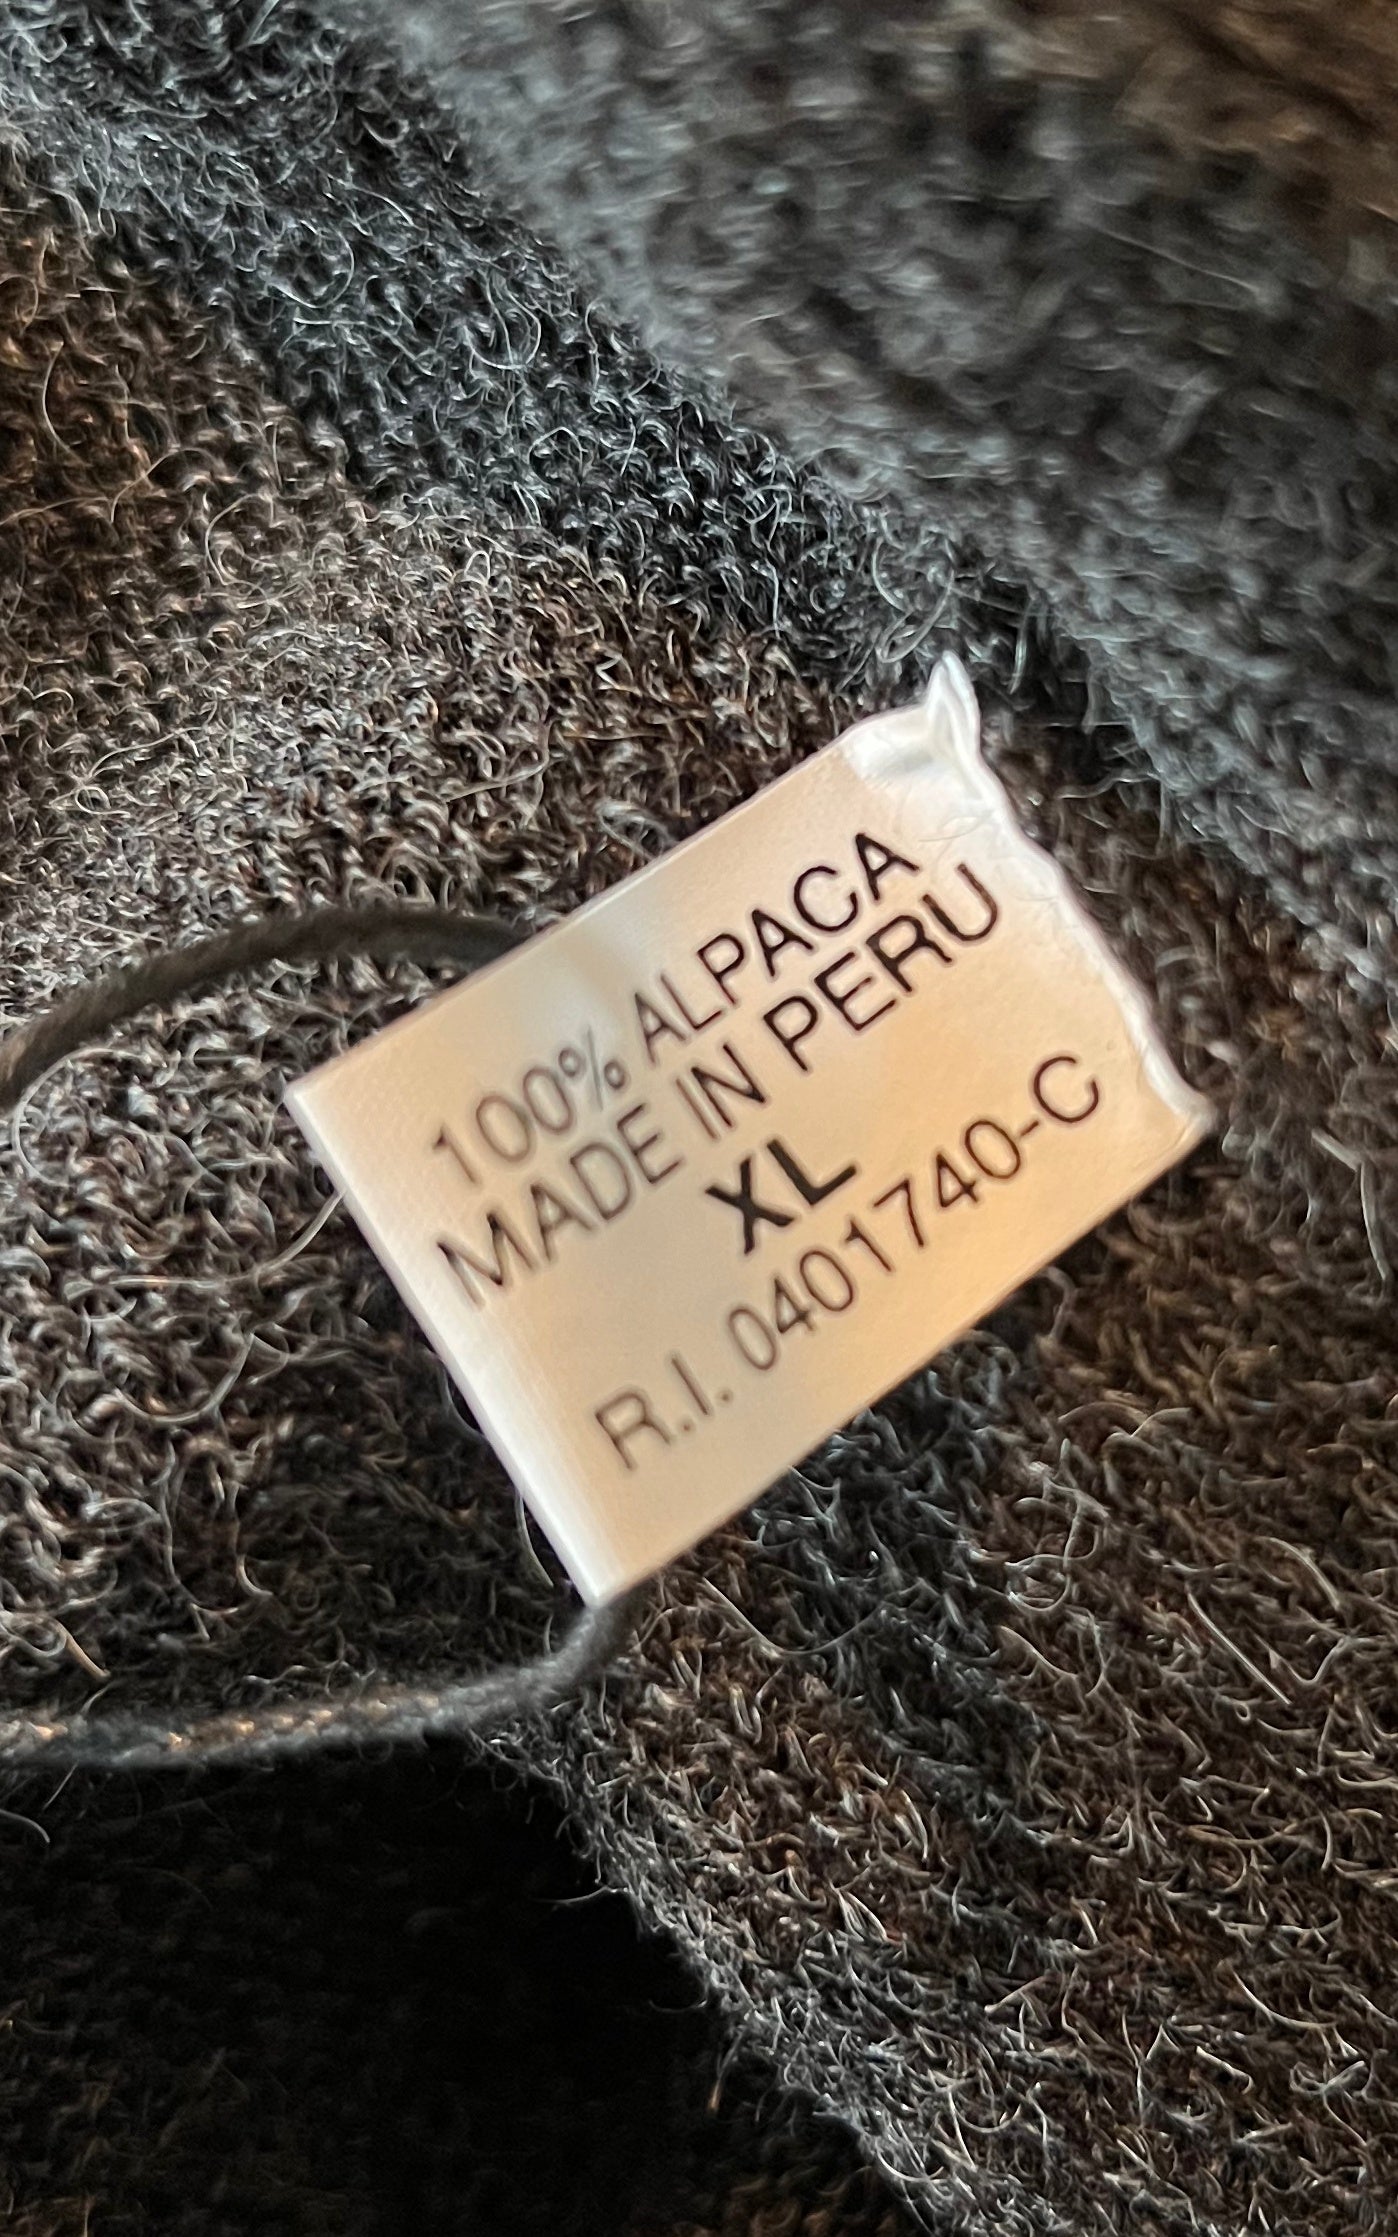 100% ALPACA
MADE IN PERU
XL
R.I. 0401740-C